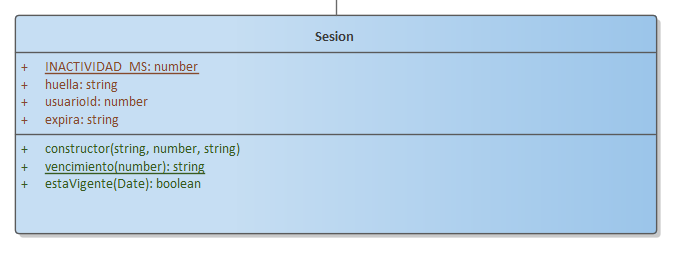 Sesion
+ INACTIVIDAD_MS: number
+ huella: string
+ usuarioId: number
+ expira: string
+ constructor(string, number, string)
+ vencimiento(number): string
+ estaVigente(Date): boolean